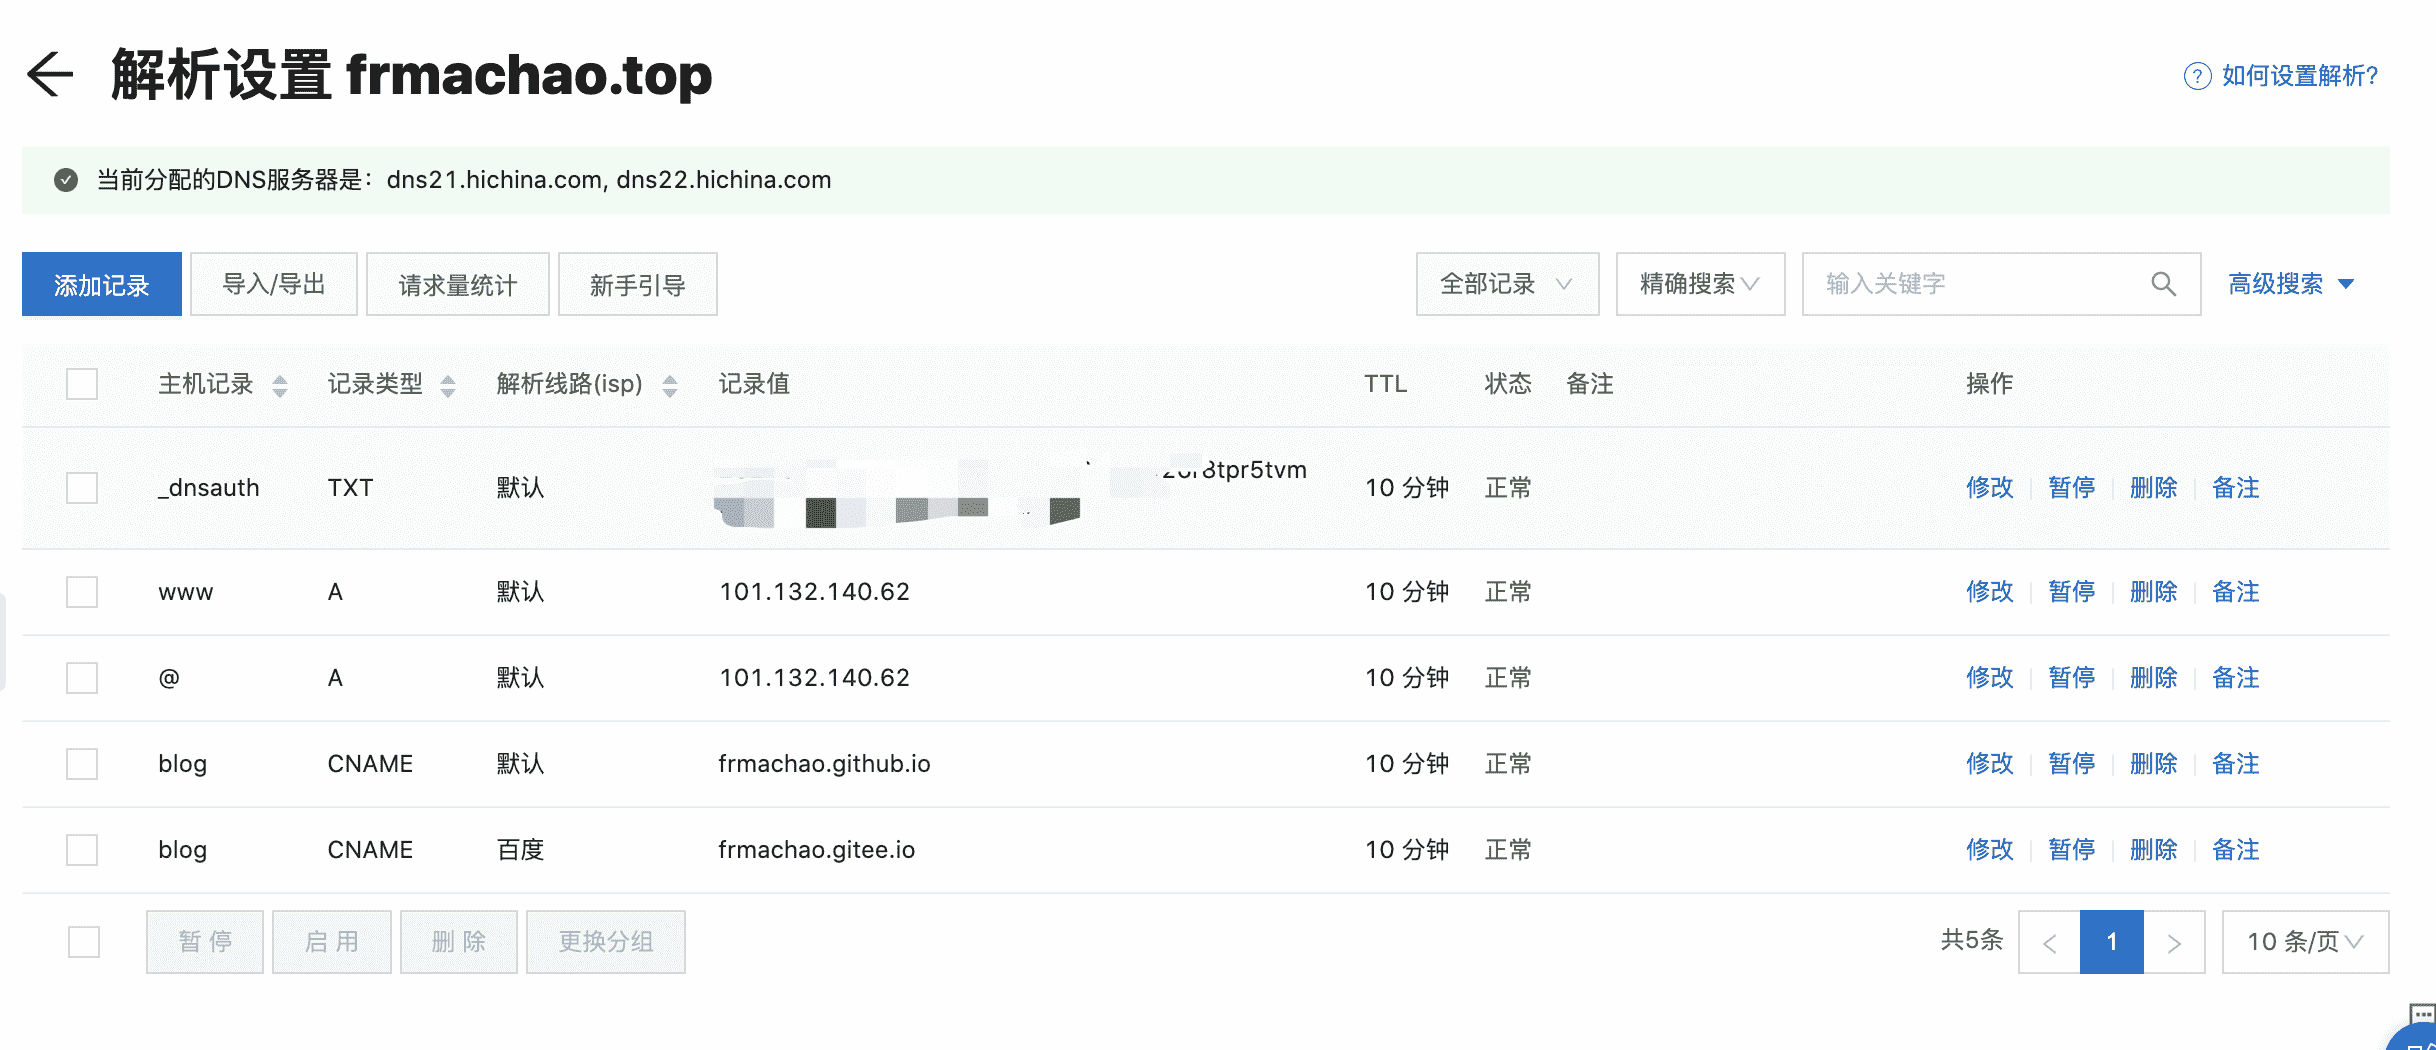 解析设置 frmachao.top
如何设置解析?
当前分配的DNS服务器是：dns21.hichina.com, dns22.hichina.com
添加记录 导入/导出 请求量统计 新手引导 全部记录 精确搜索 输入关键字 高级搜索
主机记录 记录类型 解析线路(isp) 记录值 TTL 状态 备注 操作
_dnsauth TXT 默认 8tpr5tvm 10 分钟 正常 修改 暂停 删除 备注
www A 默认 101.132.140.62 10 分钟 正常 修改 暂停 删除 备注
@ A 默认 101.132.140.62 10 分钟 正常 修改 暂停 删除 备注
blog CNAME 默认 frmachao.github.io 10 分钟 正常 修改 暂停 删除 备注
blog CNAME 百度 frmachao.gitee.io 10 分钟 正常 修改 暂停 删除 备注
暂 停 启 用 删 除 更换分组 共5条 < 1 > 10 条/页